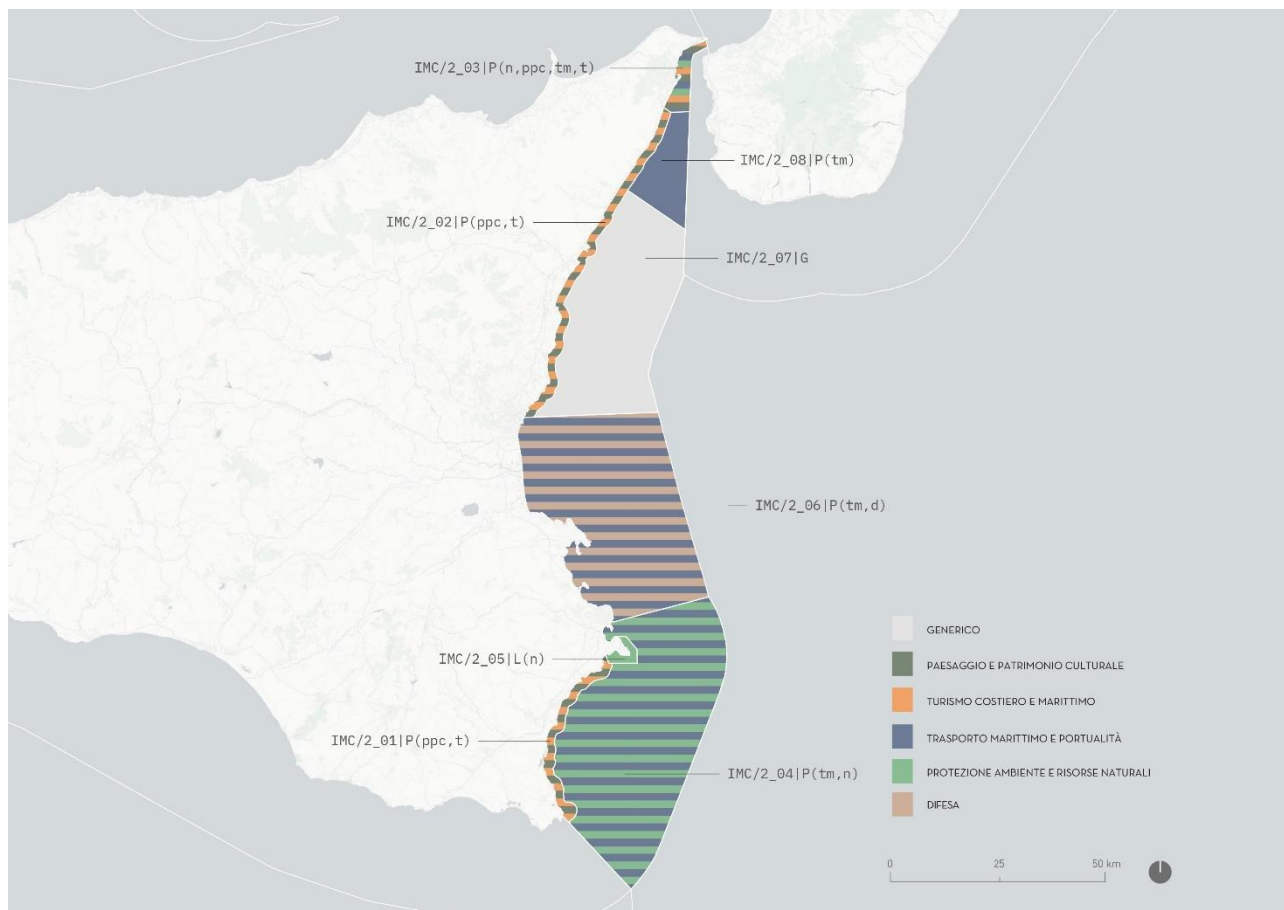 IMC/2_03|P(n,ppc,tm,t)
IMC/2_08|P(tm)
IMC/2_02|P(ppc,t)
IMC/2_07|G
IMC/2_06|P(tm,d)
IMC/2_05|L(n)
IMC/2_01|P(ppc,t)
IMC/2_04|P(tm,n)
GENERICO
PAESAGGIO E PATRIMONIO CULTURALE
TURISMO COSTIERO E MARITTIMO
TRASPORTO MARITTIMO E PORTUALITÀ
PROTEZIONE AMBIENTE E RISORSE NATURALI
DIFESA
0 25 50 km